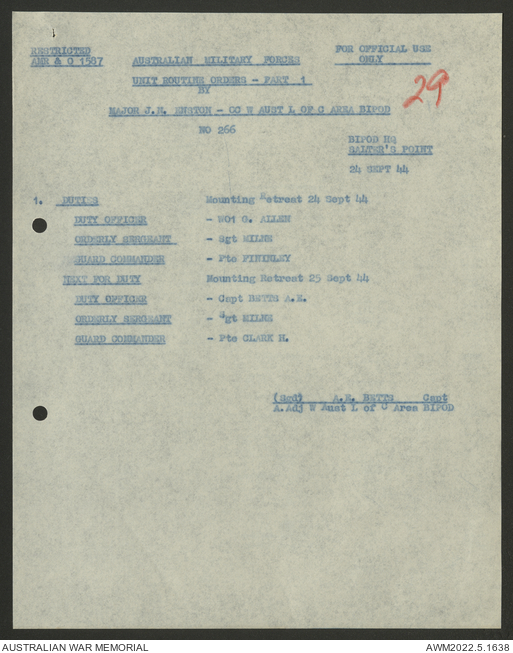 RESTRICTED
AMR & O 1587
AUSTRALIAN MILITARY FORCES
FOR OFFICIAL USE
ONLY
UNIT ROUTINE ORDERS - PART 1
BY
29
MAJOR J.E. ENSTON - OC W AUST L OF C AREA BIPOD
NO 266
BIPOD HQ
SALTER'S POINT
24 SEPT 44
1. DUTIES Mounting Retreat 24 Sept 44
DUTY OFFICER - WO1 G. ALLEN
ORDERLY SERGEANT - Sgt MILNE
GUARD COMMANDER - Pte
NEXT FOR DUTY Mounting Retreat 25 Sept 44
DUTY OFFICER - Capt BETTS A.E.
ORDERLY SERGEANT - Sgt MILNE
GUARD COMMANDER - Pte CLARK H.
(Sgd) A.E. BETTS Capt
A.Adj W Aust L of C Area BIPOD
AUSTRALIAN WAR MEMORIAL
AWM2022.5.1638